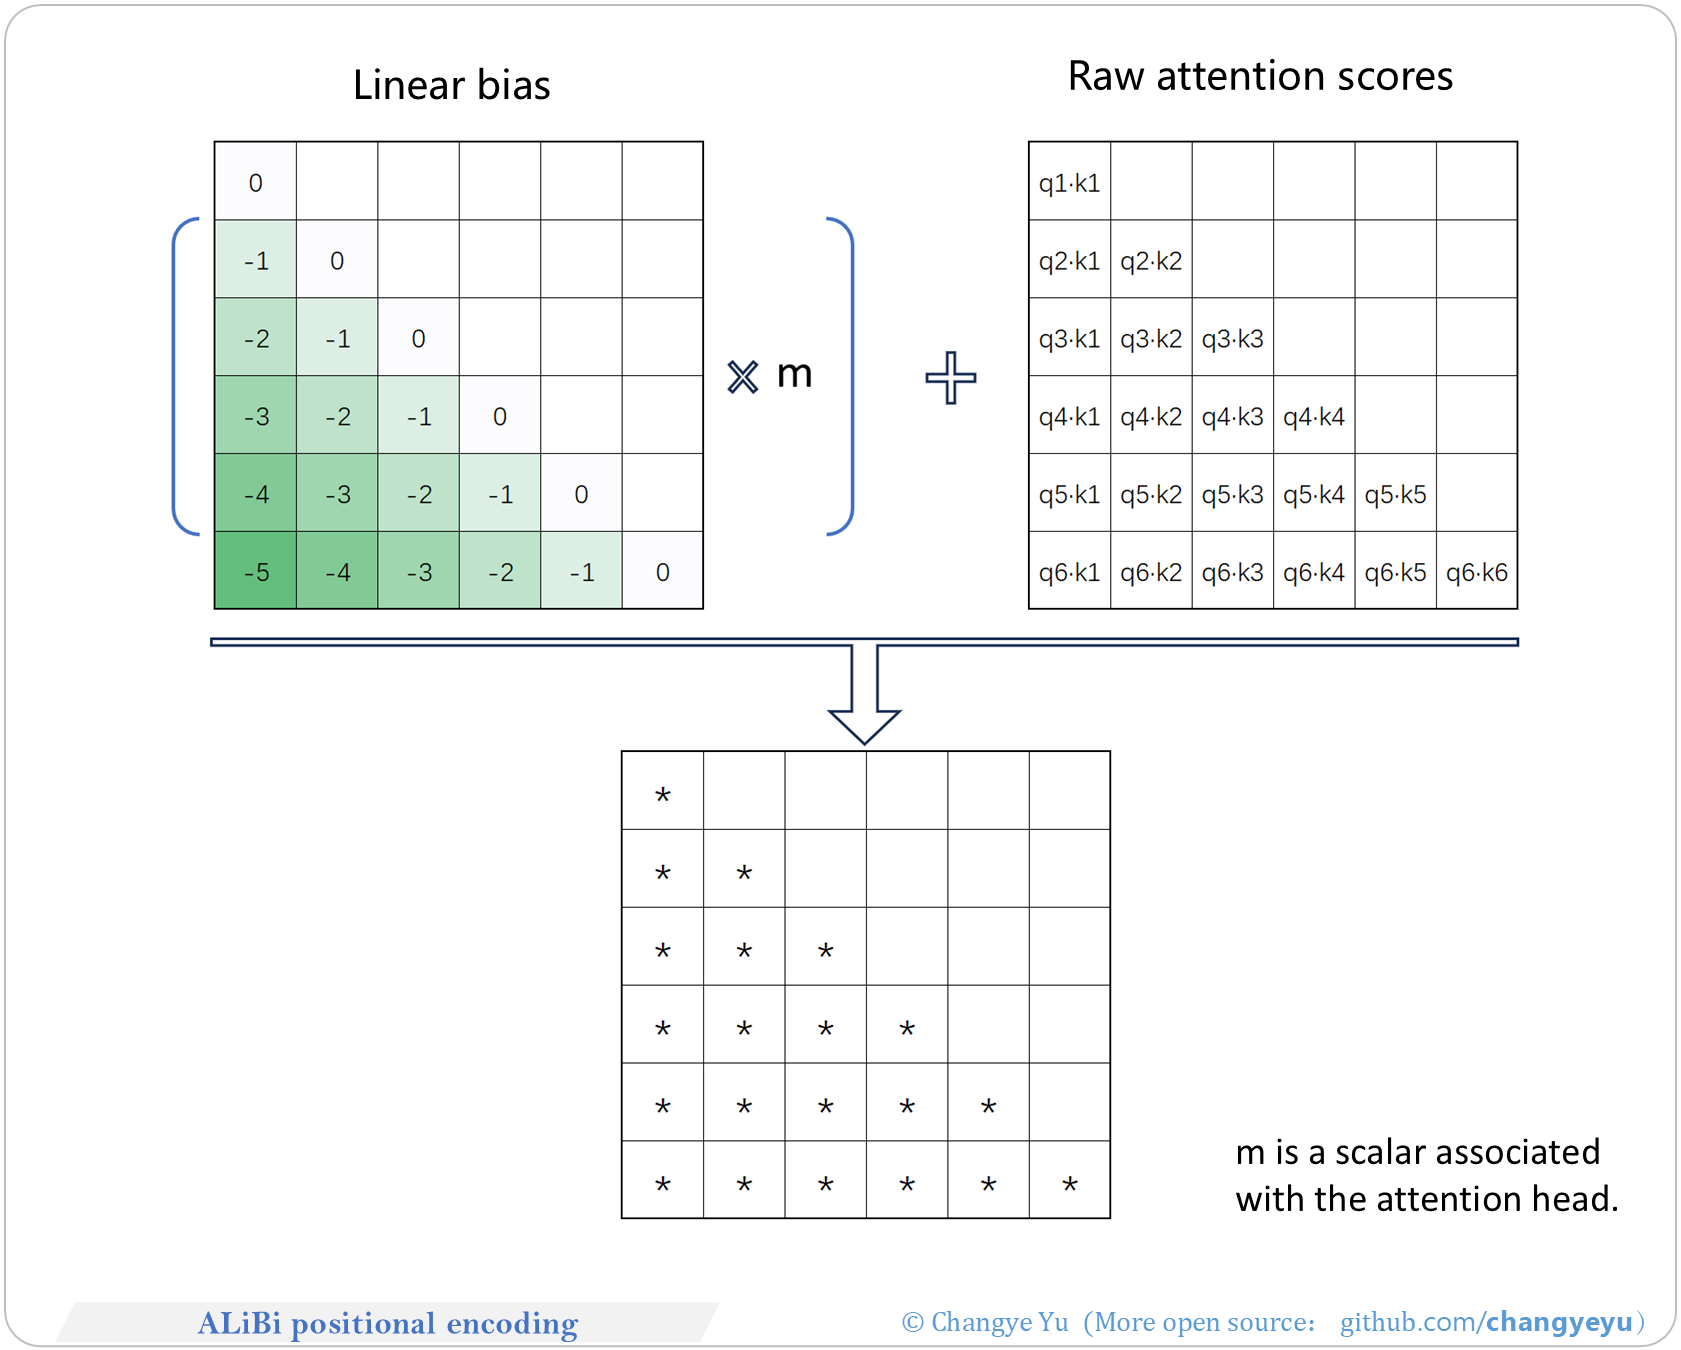 Linear bias
Raw attention scores
0
-1 0
-2 -1 0
-3 -2 -1 0
-4 -3 -2 -1 0
-5 -4 -3 -2 -1 0
× m
+
q1·k1
q2·k1 q2·k2
q3·k1 q3·k2 q3·k3
q4·k1 q4·k2 q4·k3 q4·k4
q5·k1 q5·k2 q5·k3 q5·k4 q5·k5
q6·k1 q6·k2 q6·k3 q6·k4 q6·k5 q6·k6
*
* *
* * *
* * * *
* * * * *
* * * * * *
m is a scalar associated
with the attention head.
ALiBi positional encoding
© Changye Yu (More open source： github.com/changyeyu）